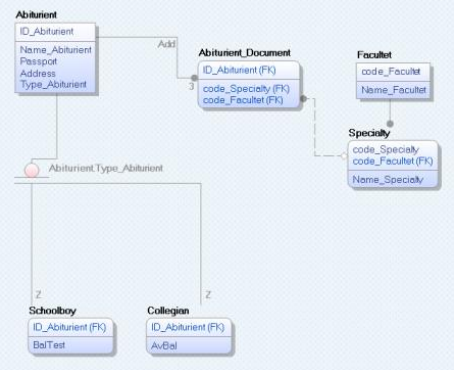 Abiturient
ID_Abiturient
Name_Abiturient
Passport
Address
Type_Abiturient
Add
3
Abiturient_Document
ID_Abiturient (FK)
code_Specialty (FK)
code_Facultet (FK)
Facultet
code_Facultet
Name_Facultet
Specialty
code_Specialty
code_Facultet (FK)
Name_Specialty
Abiturient.Type_Abiturient
Z
Z
Schoolboy
ID_Abiturient (FK)
BalTest
Collegian
ID_Abiturient (FK)
AvBal